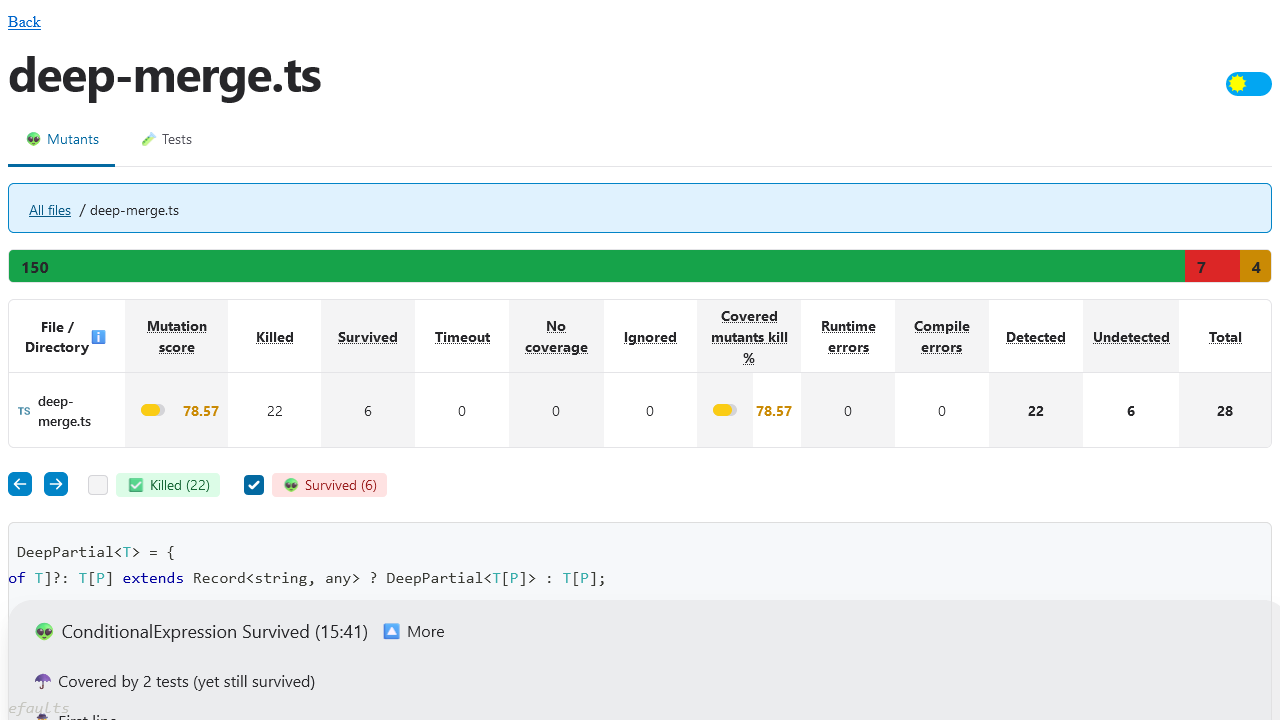 Back
deep-merge.ts
Mutants
Tests
All files / deep-merge.ts
150
7
4
File / Directory
Mutation score
Killed
Survived
Timeout
No coverage
Ignored
Covered mutants kill %
Runtime errors
Compile errors
Detected
Undetected
Total
TS
deep-merge.ts
78.57
22
6
0
0
0
78.57
0
0
22
6
28
Killed (22)
Survived (6)
DeepPartial<T> = {
of T]?: T[P] extends Record<string, any> ? DeepPartial<T[P]> : T[P];
ConditionalExpression Survived (15:41)
More
Covered by 2 tests (yet still survived)
efaults
First line